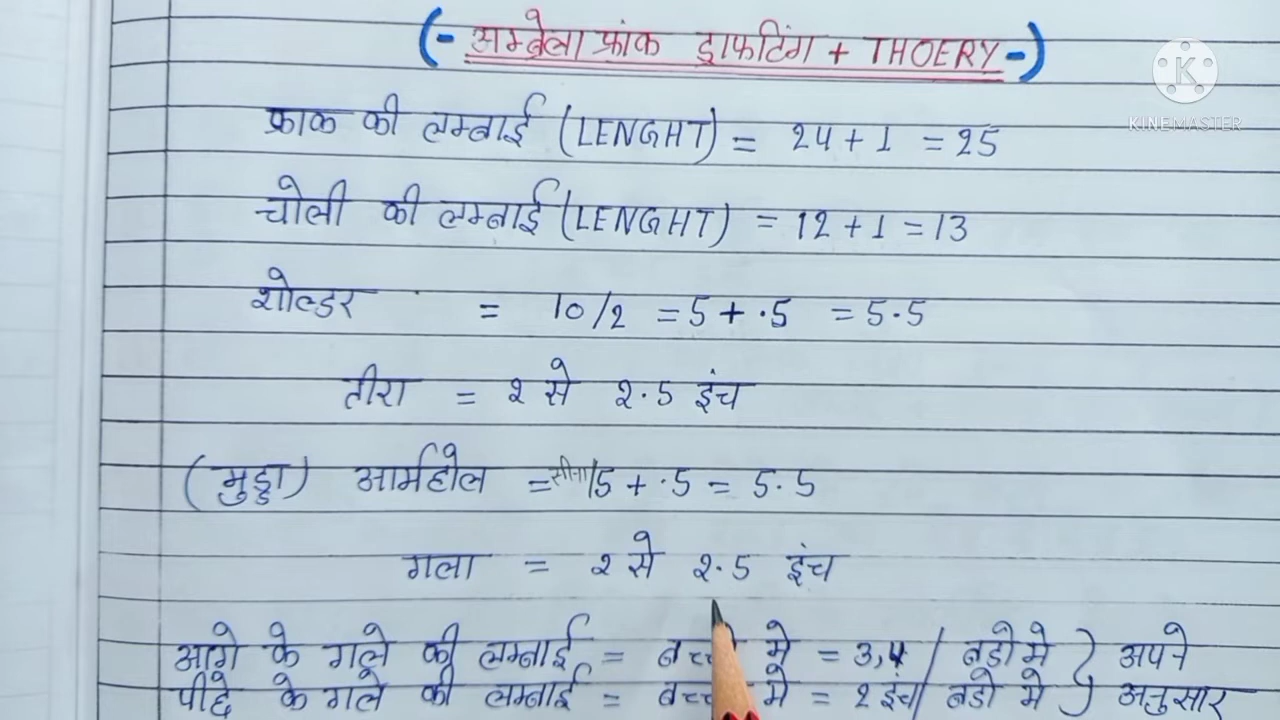 (- अम्ब्रेला फ्रांक ड्राफटिंग + THOERY -)
K
KINEMASTER
फ्राक की लम्बाई (LENGHT) = 24 + 1 = 25
चोली की लम्बाई (LENGHT) = 12 + 1 = 13
शोल्डर = 10/2 = 5 + .5 = 5.5
तीरा = 2 से 2.5 इंच
(मुड्डा) आर्महोल = सीना/5 + .5 = 5.5
गला = 2 से 2.5 इंच
आगे के गले की लम्बाई = मे = 3,4 / बडो मे } अपने
पीछे के गले की लम्बाई = मे = 2 इंच/ बडो मे } अनुसार